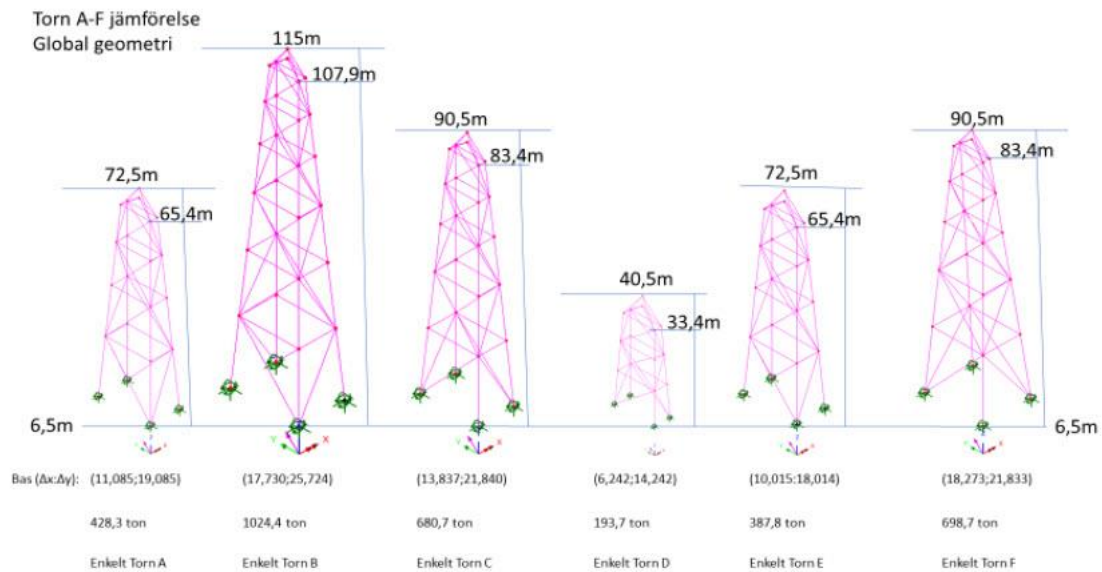 Torn A-F jämförelse
Global geometri
115m
107,9m
90,5m
83,4m
90,5m
83,4m
72,5m
65,4m
72,5m
65,4m
40,5m
33,4m
6,5m
6,5m
Y X
Bas (Δx:Δy): (11,085;19,085) (17,730;25,724) (13,837;21,840) (6,242;14,242) (10,015;18,014) (18,273;21,833)
428,3 ton 1024,4 ton 680,7 ton 193,7 ton 387,8 ton 698,7 ton
Enkelt Torn A Enkelt Torn B Enkelt Torn C Enkelt Torn D Enkelt Torn E Enkelt Torn F